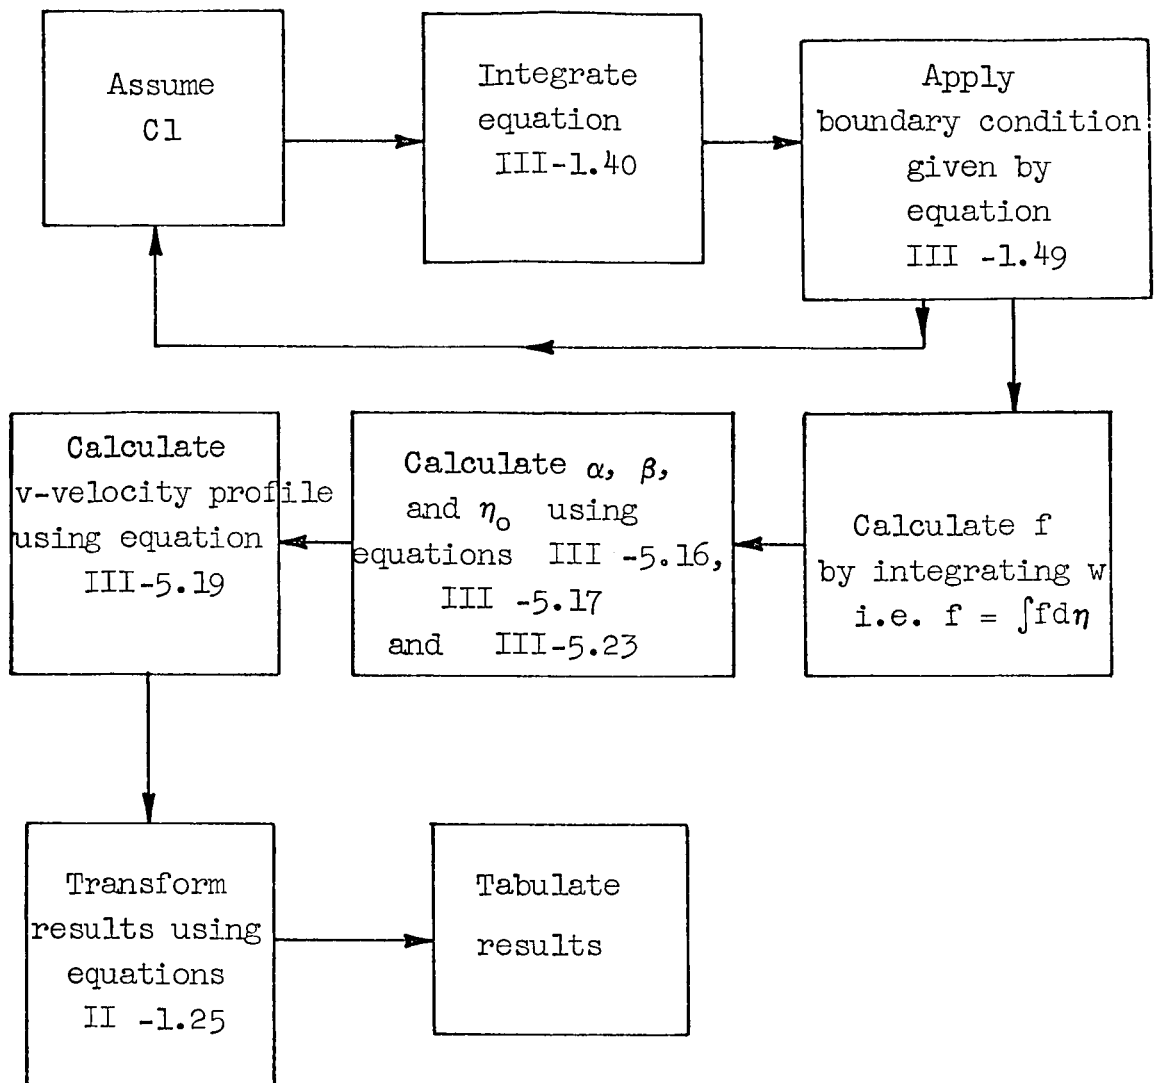 Assume
C1
Integrate
equation
III-1.40
Apply
boundary condition
given by
equation
III -1.49
Calculate f
by integrating w
i.e. f = ∫fdη
Calculate α, β,
and ηo using
equations III -5.16,
III -5.17
and III-5.23
Calculate
v-velocity profile
using equation
III-5.19
Transform
results using
equations
II -1.25
Tabulate
results